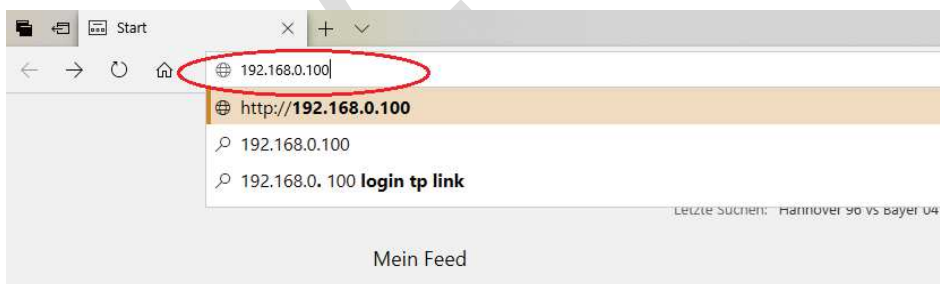 Start
192.168.0.100
http://192.168.0.100
192.168.0.100
192.168.0. 100 login tp link
Letzte Suchen: Hannover 96 vs Bayer 04
Mein Feed